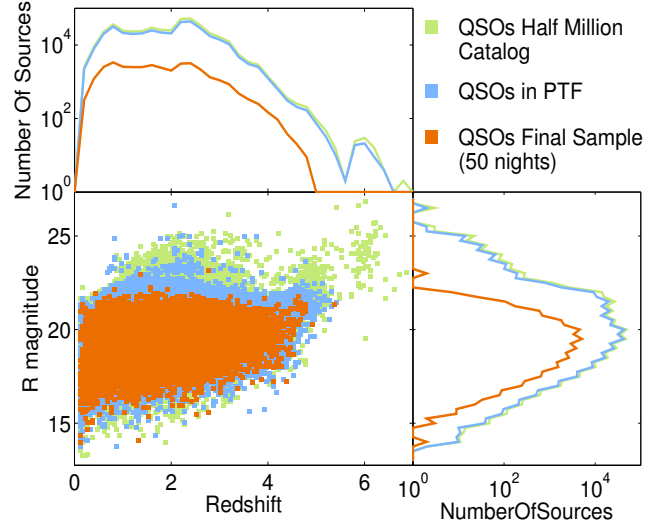 Number Of Sources
10^4
10^2
10^0
QSOs Half Million
Catalog
QSOs in PTF
QSOs Final Sample
(50 nights)
R magnitude
25
20
15
0 2 4 6
Redshift
10^0 10^2 10^4
NumberOfSources